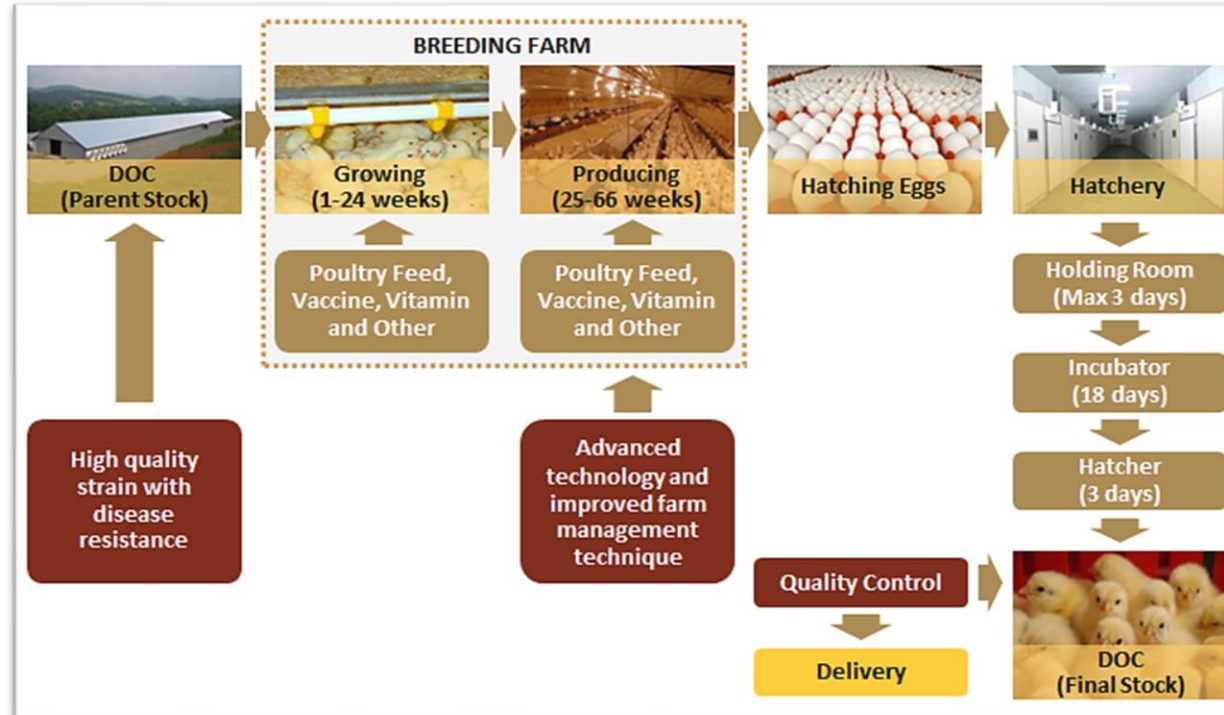 BREEDING FARM
DOC
(Parent Stock)
Growing
(1-24 weeks)
Producing
(25-66 weeks)
Hatching Eggs
Hatchery
Poultry Feed,
Vaccine, Vitamin
and Other
Poultry Feed,
Vaccine, Vitamin
and Other
Holding Room
(Max 3 days)
Incubator
(18 days)
Hatcher
(3 days)
High quality
strain with
disease
resistance
Advanced
technology and
improved farm
management
technique
Quality Control
Delivery
DOC
(Final Stock)